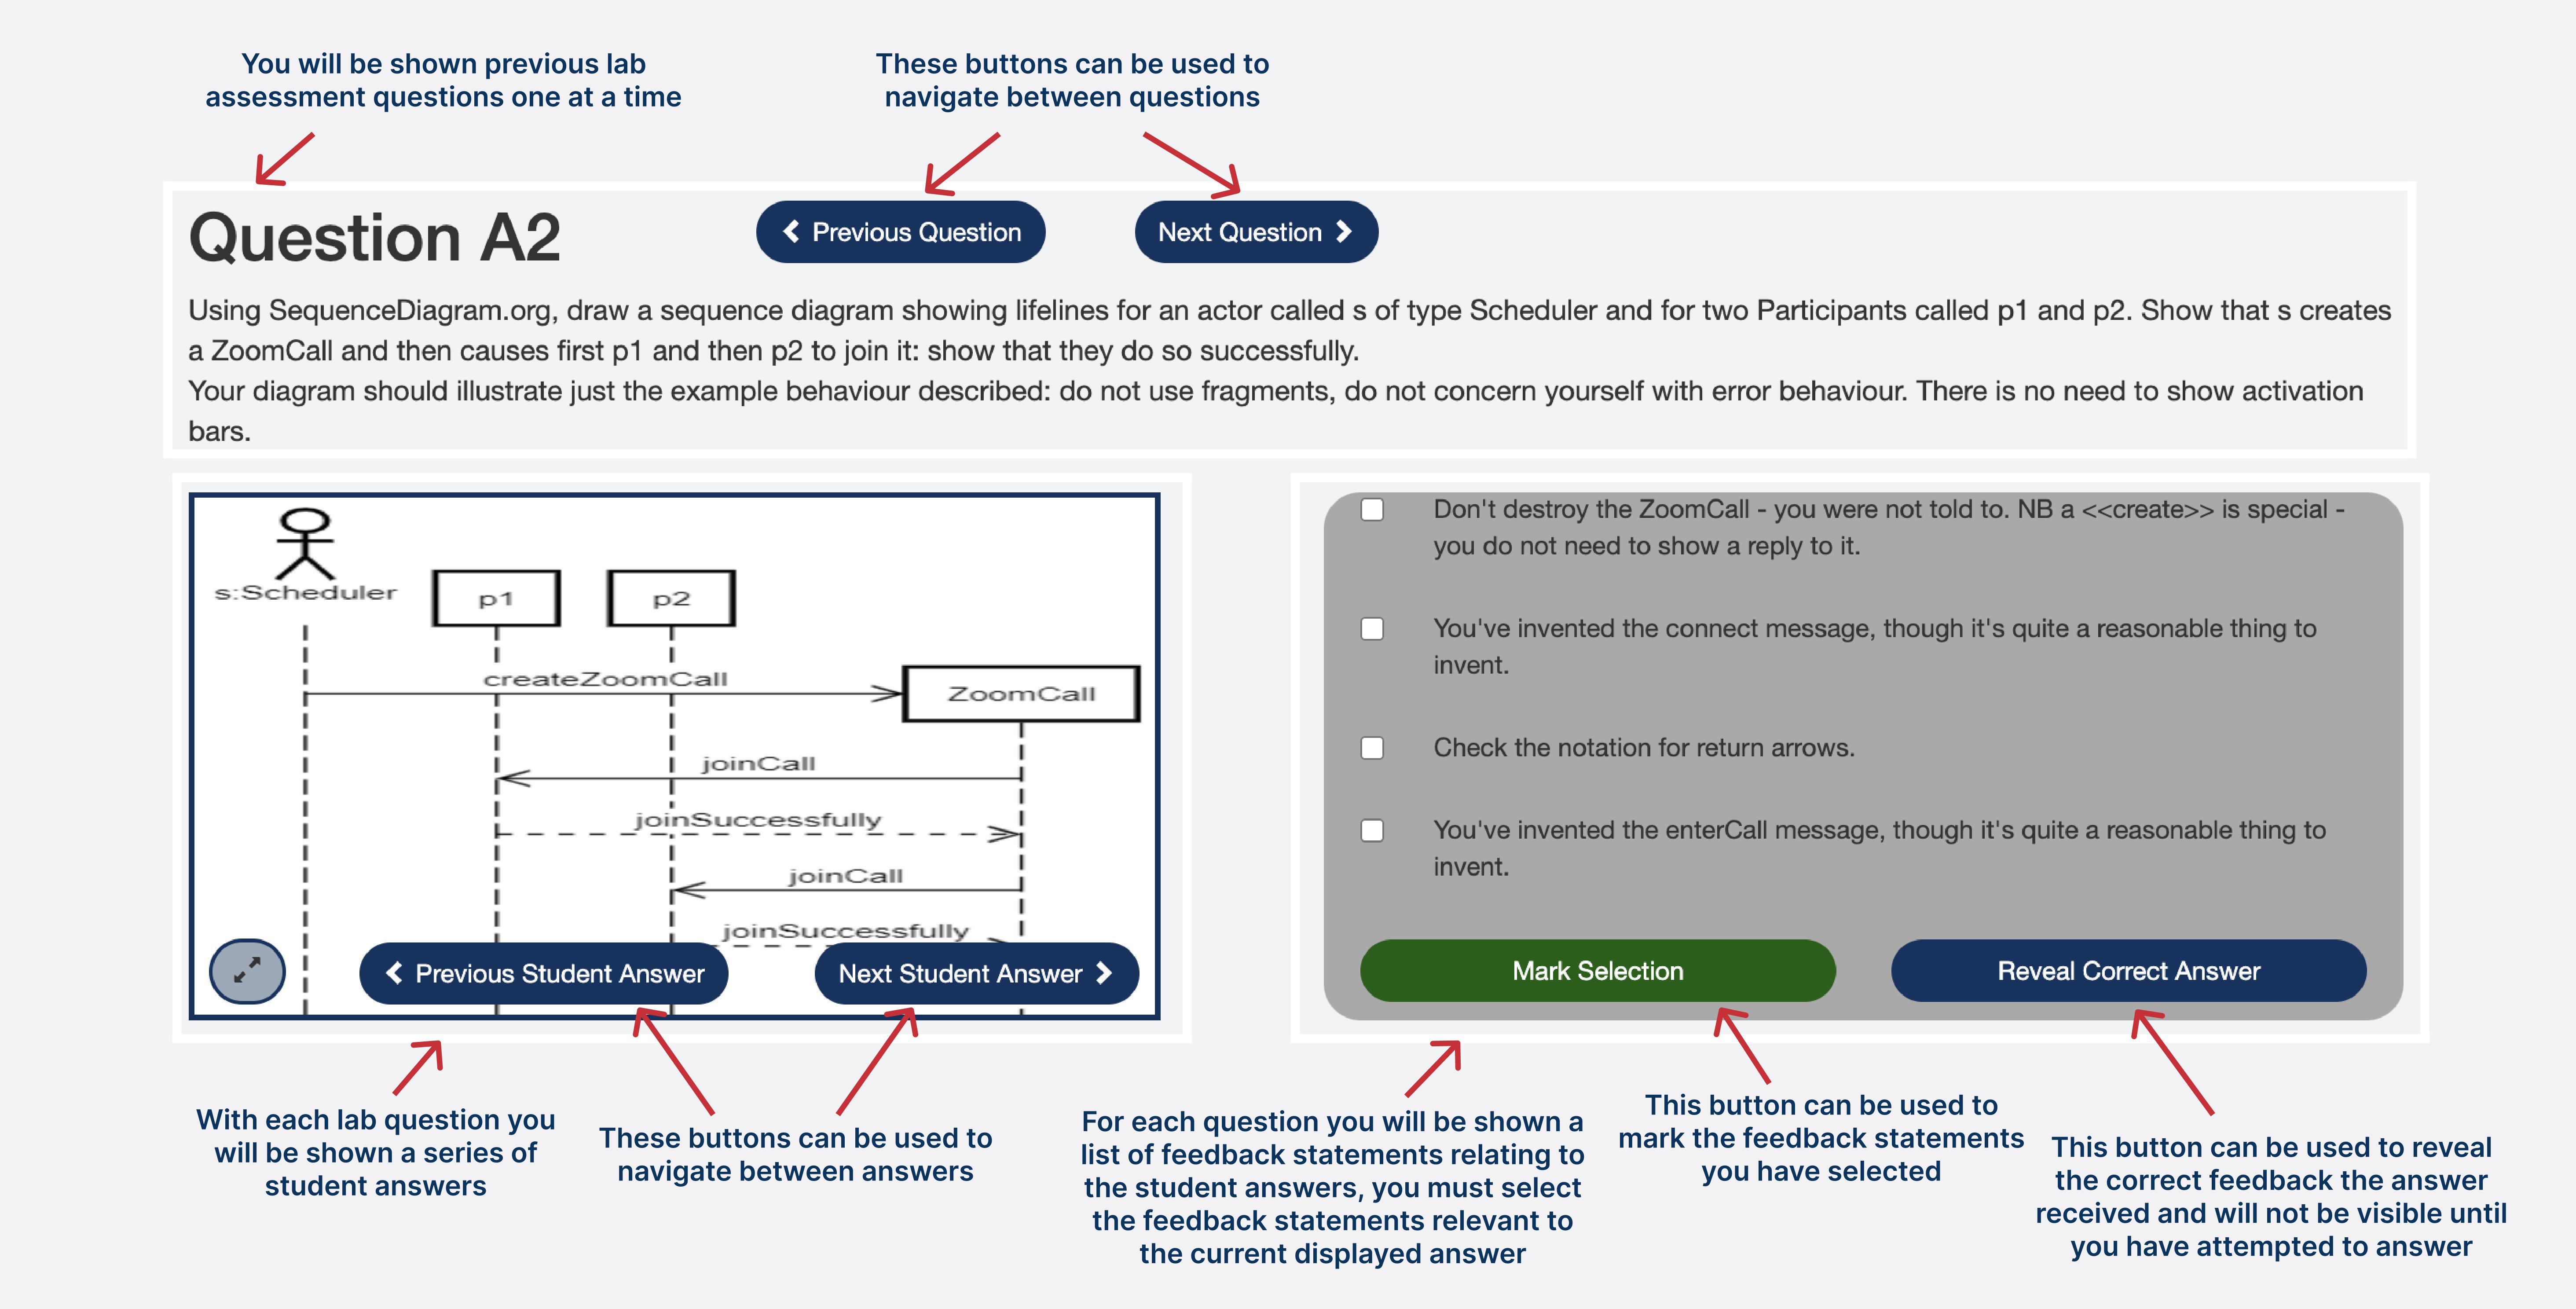 You will be shown previous lab
assessment questions one at a time
These buttons can be used to
navigate between questions
Question A2
Previous Question
Next Question
Using SequenceDiagram.org, draw a sequence diagram showing lifelines for an actor called s of type Scheduler and for two Participants called p1 and p2. Show that s creates
a ZoomCall and then causes first p1 and then p2 to join it: show that they do so successfully.
Your diagram should illustrate just the example behaviour described: do not use fragments, do not concern yourself with error behaviour. There is no need to show activation
bars.
s:Scheduler
p1
p2
createZoomCall
ZoomCall
joinCall
joinSuccessfully
joinCall
joinSuccessfully
Previous Student Answer
Next Student Answer
Don't destroy the ZoomCall - you were not told to. NB a <<create>> is special -
you do not need to show a reply to it.
You've invented the connect message, though it's quite a reasonable thing to
invent.
Check the notation for return arrows.
You've invented the enterCall message, though it's quite a reasonable thing to
invent.
Mark Selection
Reveal Correct Answer
With each lab question you
will be shown a series of
student answers
These buttons can be used to
navigate between answers
For each question you will be shown a
list of feedback statements relating to
the student answers, you must select
the feedback statements relevant to
the current displayed answer
This button can be used to
mark the feedback statements
you have selected
This button can be used to reveal
the correct feedback the answer
received and will not be visible until
you have attempted to answer